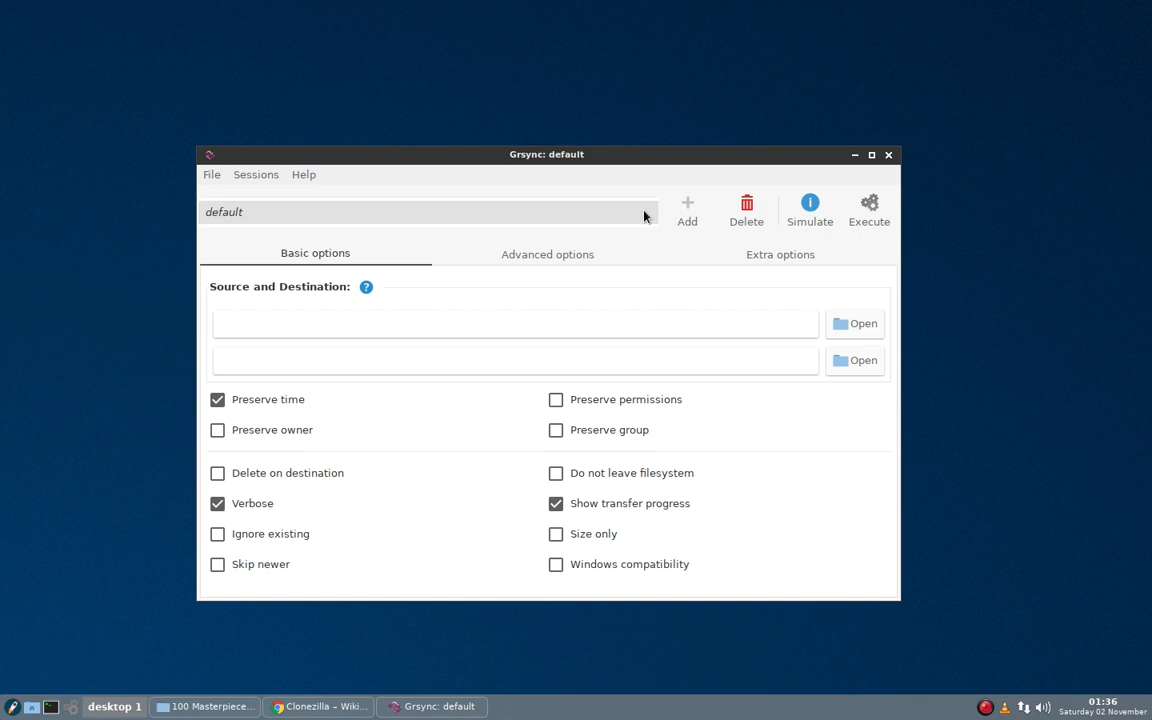 Grsync: default
File Sessions Help
default
Add Delete Simulate Execute
Basic options Advanced options Extra options
Source and Destination: ?
Open
Open
Preserve time Preserve permissions
Preserve owner Preserve group
Delete on destination Do not leave filesystem
Verbose Show transfer progress
Ignore existing Size only
Skip newer Windows compatibility
desktop 1 100 Masterpiece... Clonezilla – Wiki... Grsync: default
01:36
Saturday 02 November